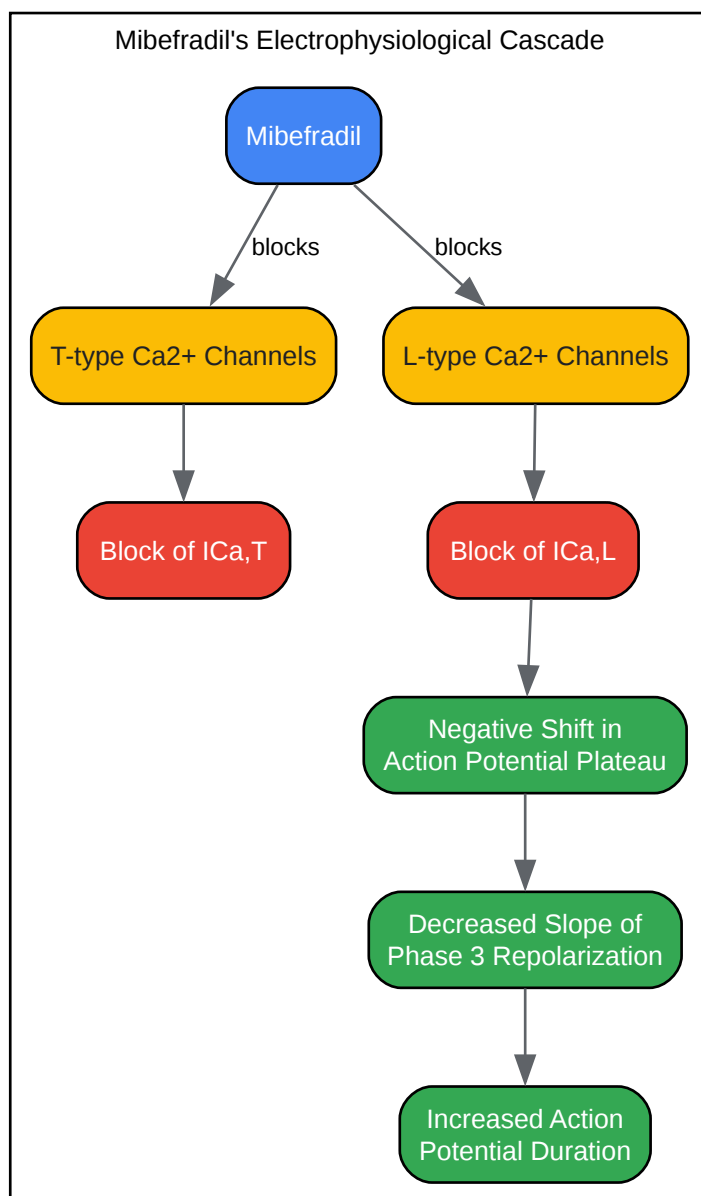 Mibefradil's Electrophysiological Cascade
Mibefradil
blocks
blocks
T-type Ca2+ Channels
L-type Ca2+ Channels
Block of ICa,T
Block of ICa,L
Negative Shift in
Action Potential Plateau
Decreased Slope of
Phase 3 Repolarization
Increased Action
Potential Duration